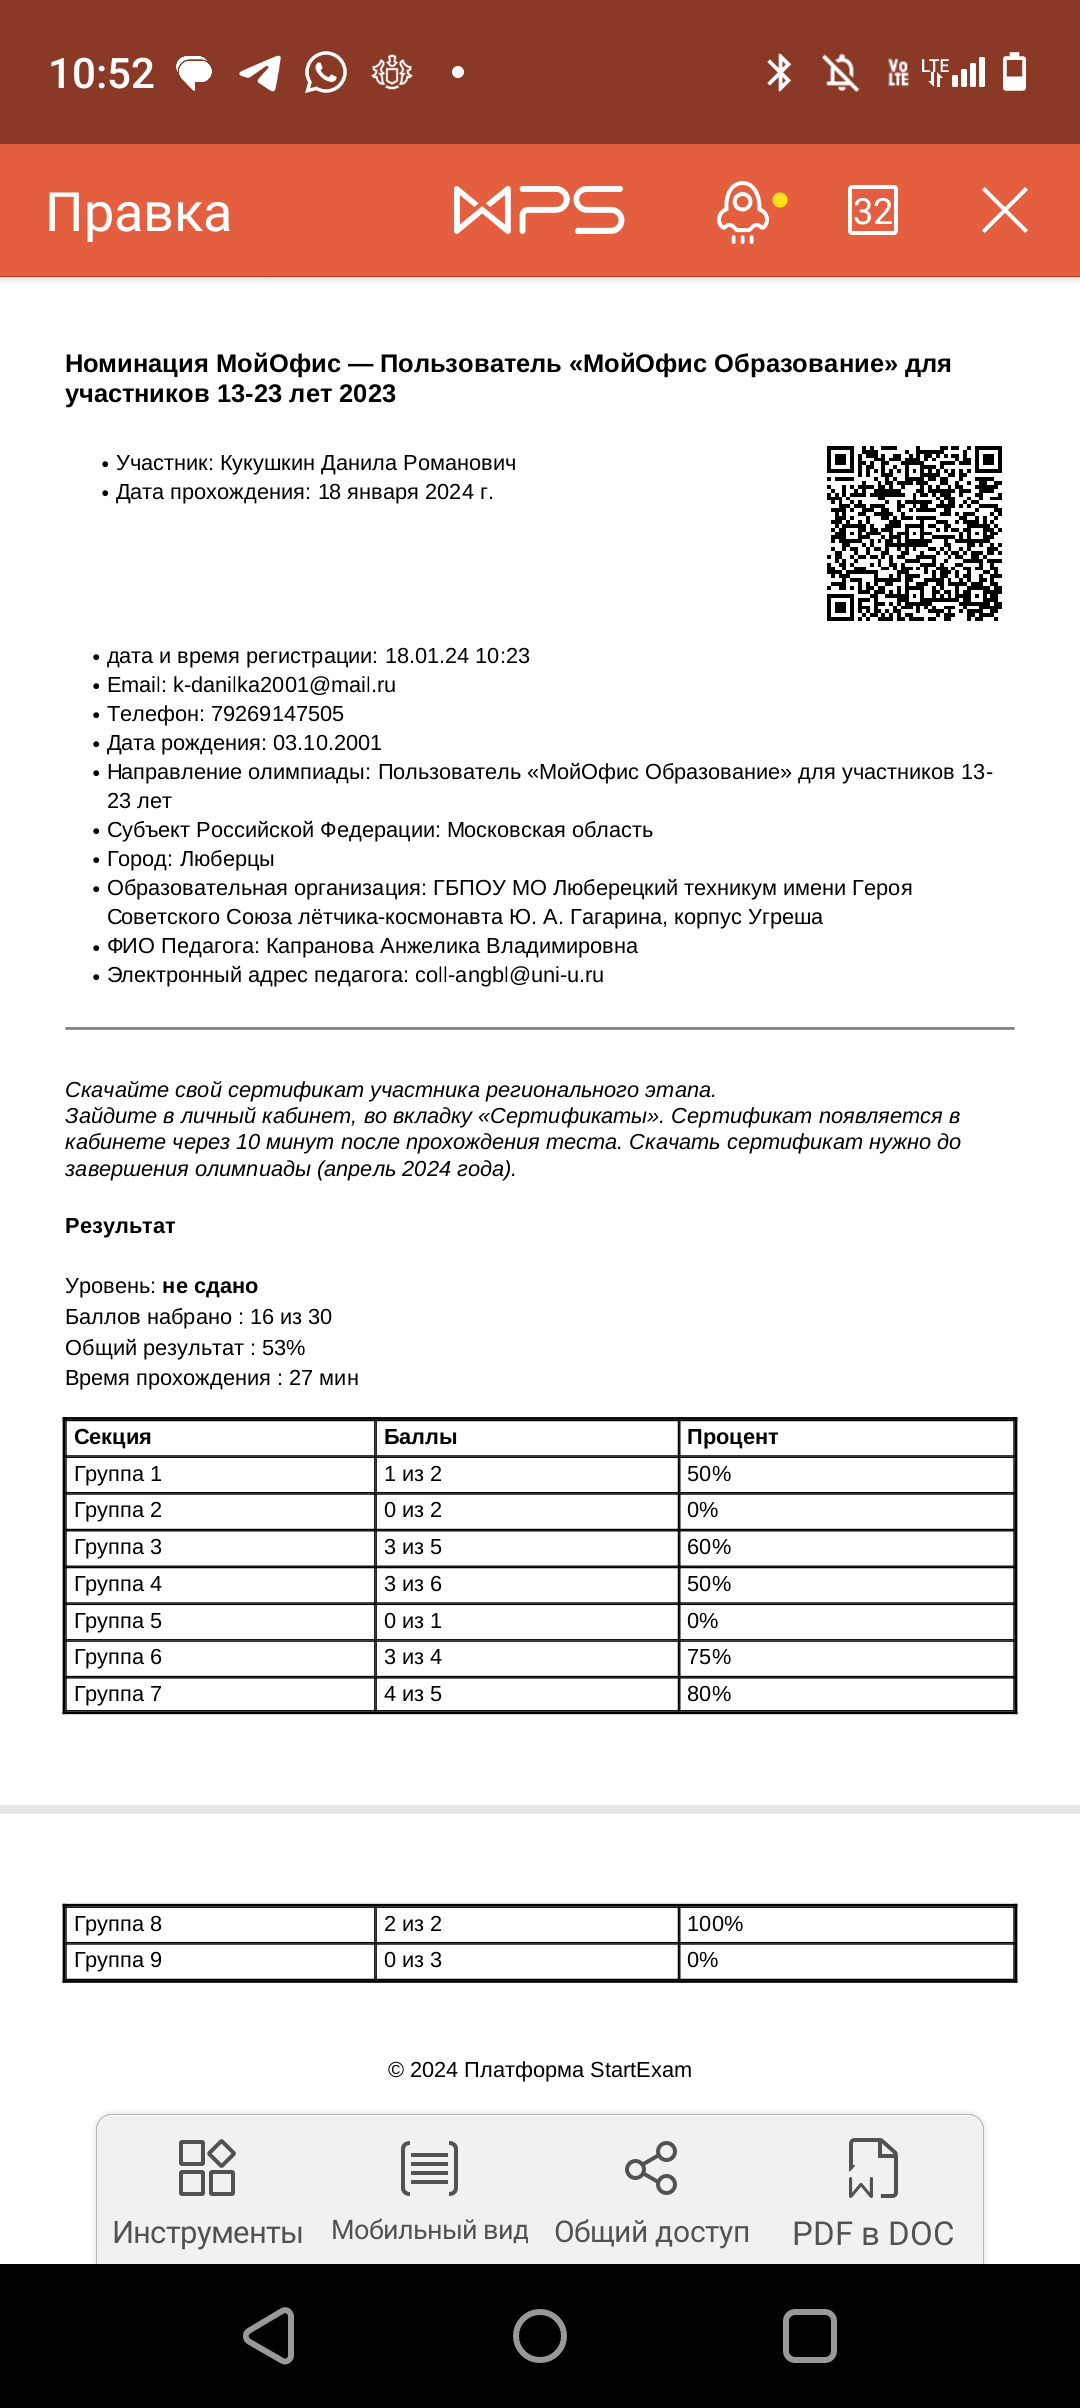 10:52
Vo LTE LTE
Правка WPS 32
Номинация МойОфис — Пользователь «МойОфис Образование» для
участников 13-23 лет 2023
• Участник: Кукушкин Данила Романович
• Дата прохождения: 18 января 2024 г.
• дата и время регистрации: 18.01.24 10:23
• Email: k-danilka2001@mail.ru
• Телефон: 79269147505
• Дата рождения: 03.10.2001
• Направление олимпиады: Пользователь «МойОфис Образование» для участников 13-
23 лет
• Субъект Российской Федерации: Московская область
• Город: Люберцы
• Образовательная организация: ГБПОУ МО Люберецкий техникум имени Героя
Советского Союза лётчика-космонавта Ю. А. Гагарина, корпус Угреша
• ФИО Педагога: Капранова Анжелика Владимировна
• Электронный адрес педагога: coll-angbl@uni-u.ru
Скачайте свой сертификат участника регионального этапа.
Зайдите в личный кабинет, во вкладку «Сертификаты». Сертификат появляется в
кабинете через 10 минут после прохождения теста. Скачать сертификат нужно до
завершения олимпиады (апрель 2024 года).
Результат
Уровень: не сдано
Баллов набрано : 16 из 30
Общий результат : 53%
Время прохождения : 27 мин
Секция Баллы Процент
Группа 1 1 из 2 50%
Группа 2 0 из 2 0%
Группа 3 3 из 5 60%
Группа 4 3 из 6 50%
Группа 5 0 из 1 0%
Группа 6 3 из 4 75%
Группа 7 4 из 5 80%
Группа 8 2 из 2 100%
Группа 9 0 из 3 0%
© 2024 Платформа StartExam
Инструменты Мобильный вид Общий доступ PDF в DOC